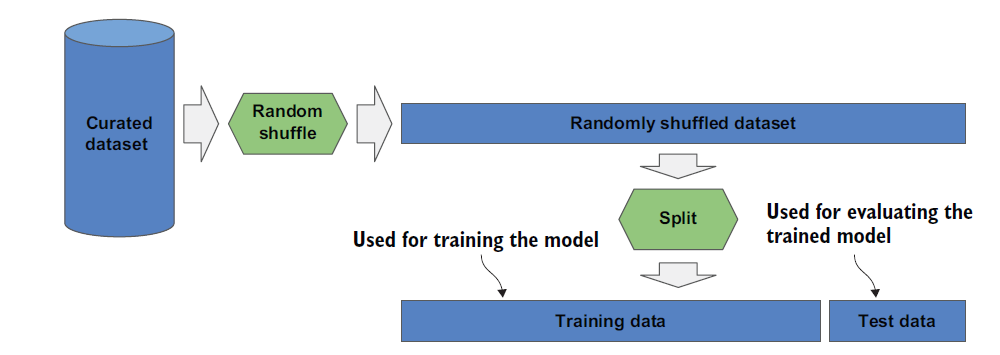 Curated
dataset
Random
shuffle
Randomly shuffled dataset
Split
Used for training the model
Used for evaluating the
trained model
Training data
Test data